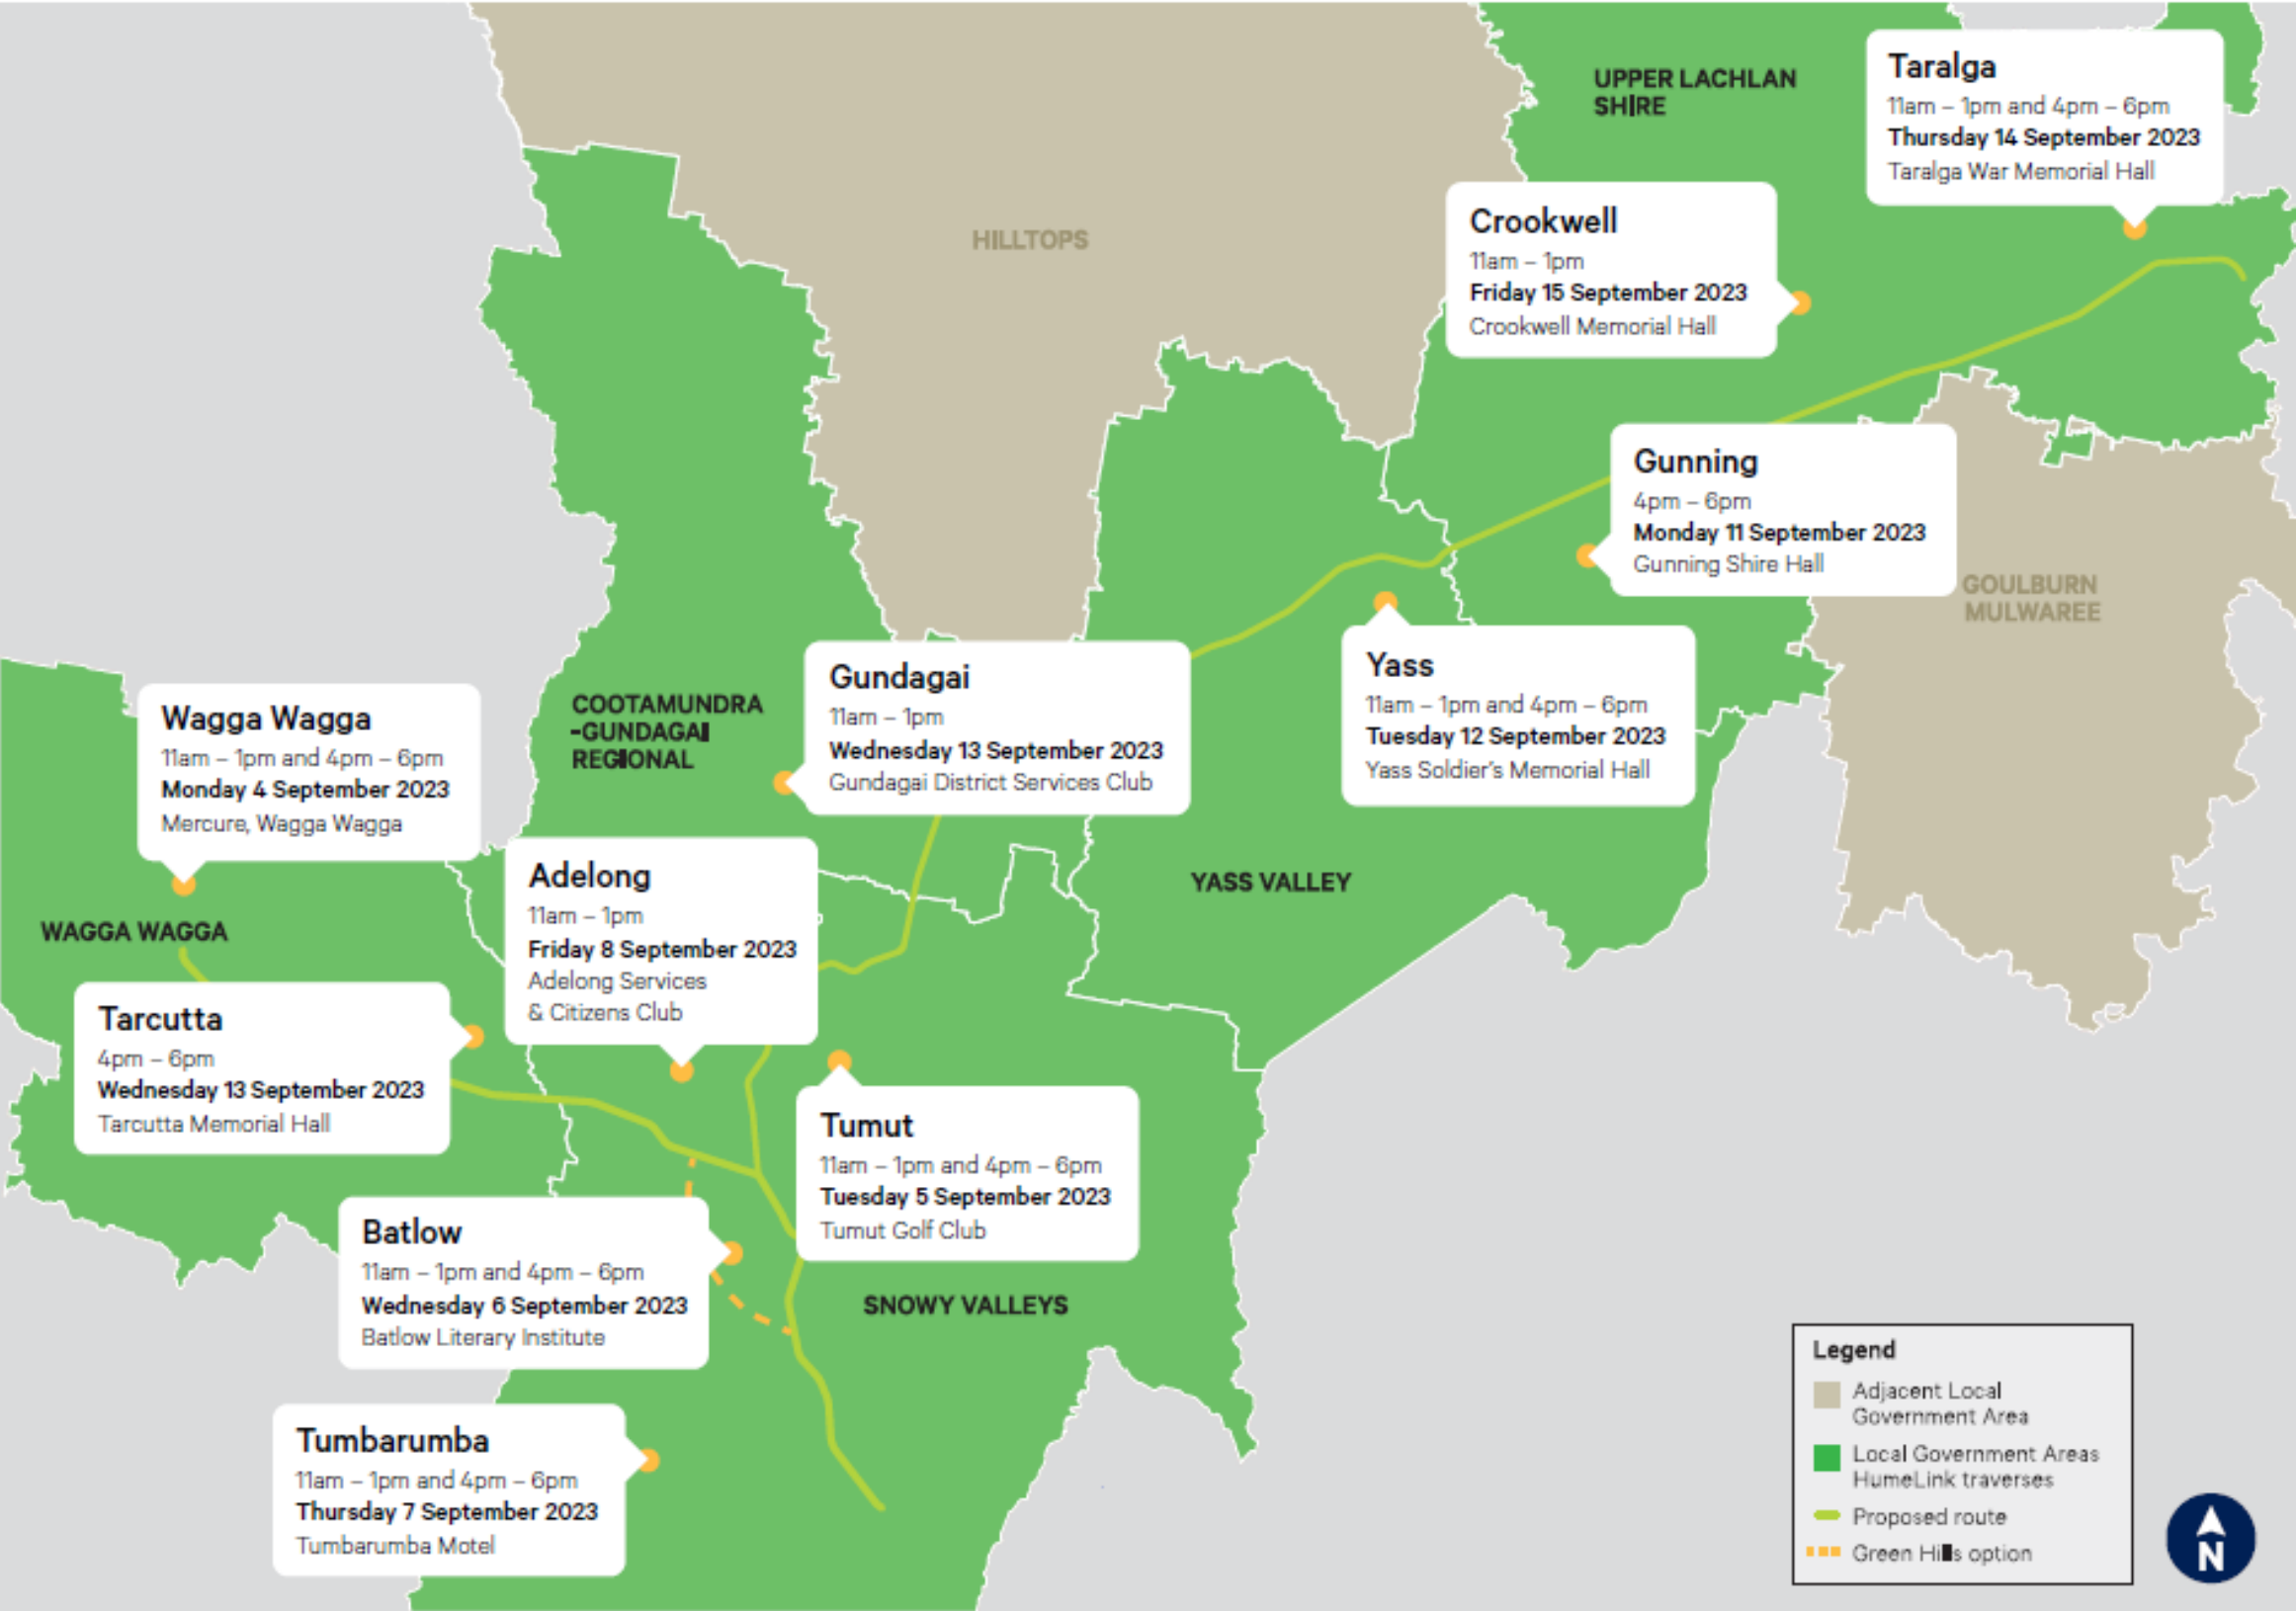 UPPER LACHLAN
SHIRE
Taralga
11am – 1pm and 4pm – 6pm
Thursday 14 September 2023
Taralga War Memorial Hall
HILLTOPS
Crookwell
11am – 1pm
Friday 15 September 2023
Crookwell Memorial Hall
Gunning
4pm – 6pm
Monday 11 September 2023
Gunning Shire Hall
GOULBURN
MULWAREE
Yass
11am – 1pm and 4pm – 6pm
Tuesday 12 September 2023
Yass Soldier's Memorial Hall
Gundagai
11am – 1pm
Wednesday 13 September 2023
Gundagai District Services Club
COOTAMUNDRA
-GUNDAGAI
REGIONAL
Wagga Wagga
11am – 1pm and 4pm – 6pm
Monday 4 September 2023
Mercure, Wagga Wagga
WAGGA WAGGA
Adelong
11am – 1pm
Friday 8 September 2023
Adelong Services
& Citizens Club
YASS VALLEY
Tarcutta
4pm – 6pm
Wednesday 13 September 2023
Tarcutta Memorial Hall
Tumut
11am – 1pm and 4pm – 6pm
Tuesday 5 September 2023
Tumut Golf Club
Batlow
11am – 1pm and 4pm – 6pm
Wednesday 6 September 2023
Batlow Literary Institute
SNOWY VALLEYS
Tumbarumba
11am – 1pm and 4pm – 6pm
Thursday 7 September 2023
Tumbarumba Motel
Legend
Adjacent Local
Government Area
Local Government Areas
HumeLink traverses
Proposed route
Green Hills option
N